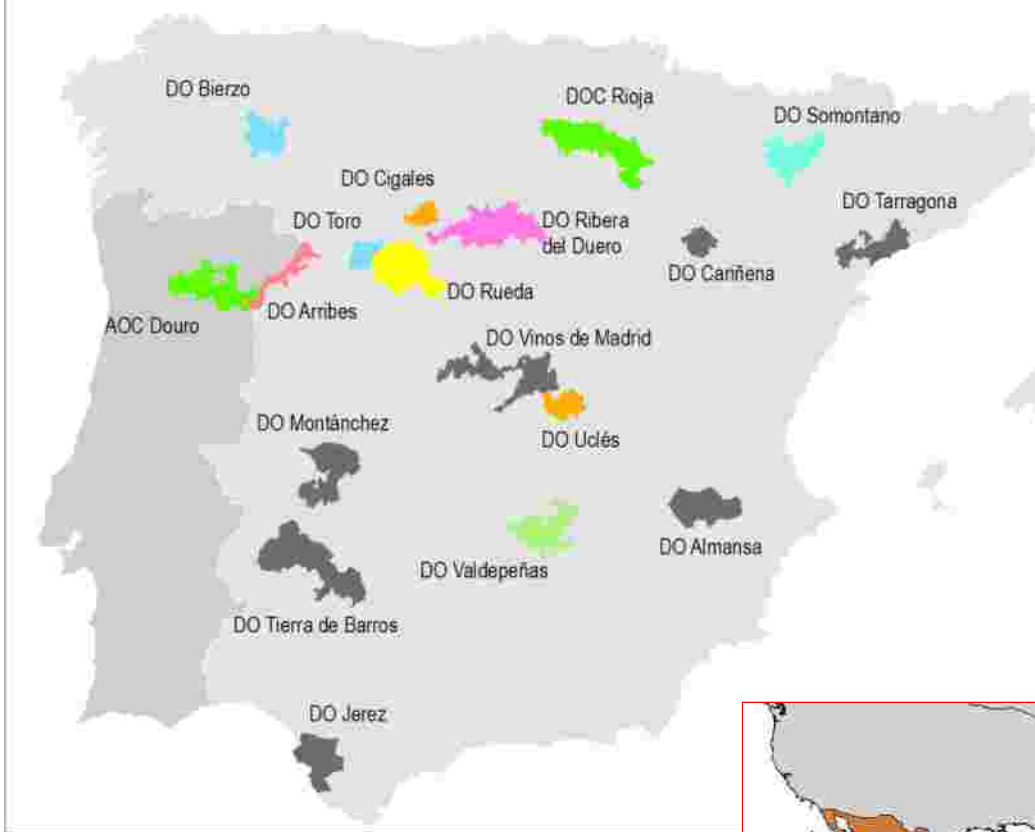 DO Bierzo
DOC Rioja
DO Somontano
DO Cigales
DO Tarragona
DO Toro
DO Ribera
del Duero
DO Cariñena
DO Rueda
DO Arribes
AOC Douro
DO Vinos de Madrid
DO Montánchez
DO Uclés
DO Almansa
DO Valdepeñas
DO Tierra de Barros
DO Jerez